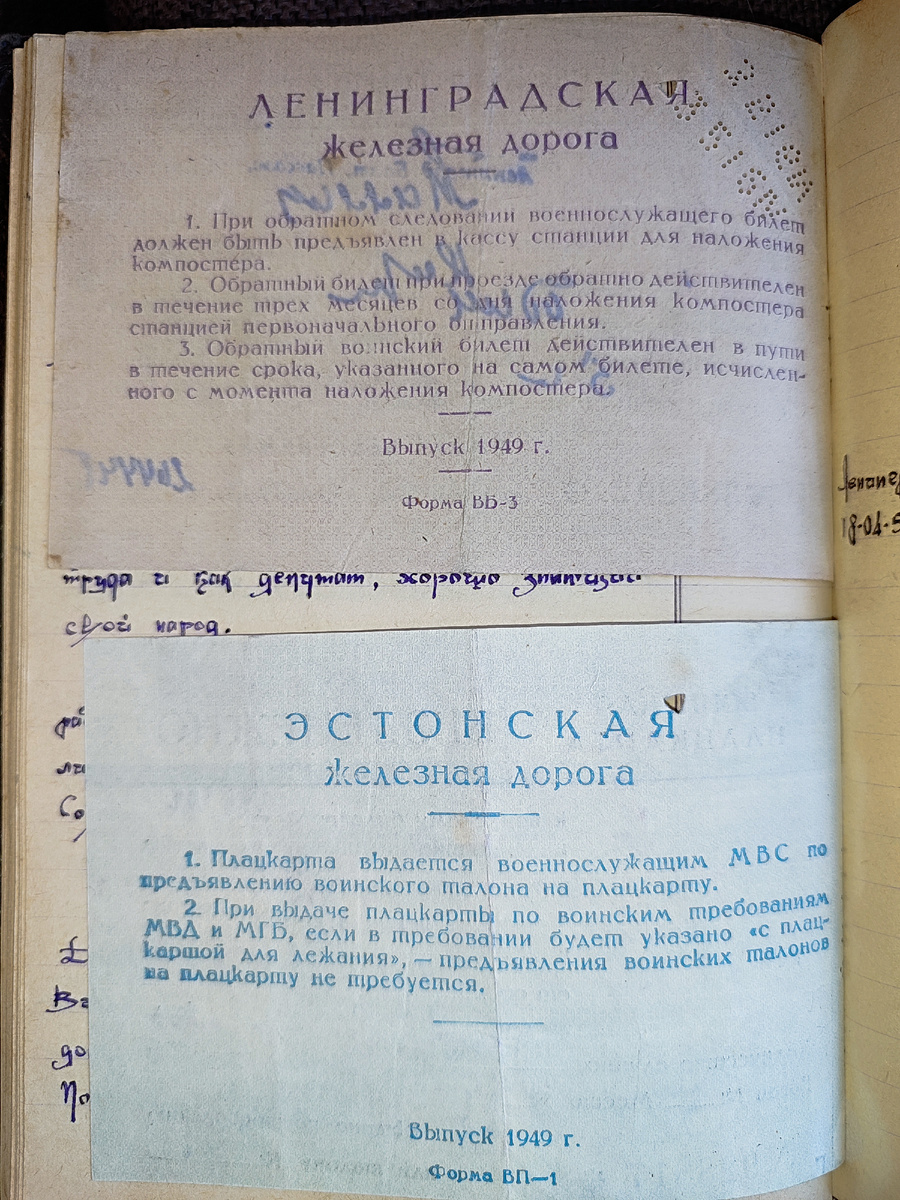 ЛЕНИНГРАДСКАЯ
железная дорога
1. При обратном следовании военнослужащего билет
должен быть предъявлен в кассу станции для наложения
компостера.
2. Обратный билет при проезде обратно действителен
в течение трех месяцев со дня наложения компостера
станцией первоначального отправления.
3. Обратный воинский билет действителен в пути
в течение срока, указанного на самом билете, исчислен-
ного с момента наложения компостера.
Выпуск 1949 г.
Форма ВБ-3
труда и как депутат, хорошо
свой народ.
18-04-5
ЭСТОНСКАЯ
железная дорога
1. Плацкарта выдается военнослужащим МВС по
предъявлению воинского талона на плацкарту.
2. При выдаче плацкарты по воинским требованиям
МВД и МГБ, если в требовании будет указано «с плац-
картой для лежания», — предъявления воинских талонов
на плацкарту не требуется.
Выпуск 1949 г.
Форма ВП—1